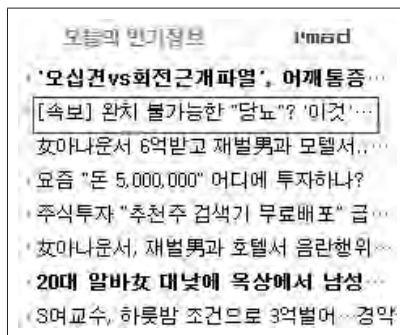 오늘의 인기정보 I'mad
'오십견vs회전근개파열', 어깨통증…
[속보] 완치 불가능한 "당뇨"? '이것'…
女아나운서 6억받고 재벌男과 모텔서‥
요즘 "돈 5,000,000" 어디에 투자하나?
주식투자 "추천주 검색기 무료배포" 급…
女아나운서, 재벌男과 호텔서 음란행위…
20대 알바女 대낮에 옥상에서 남성…
S여교수, 하룻밤 조건으로 3억벌어…경악